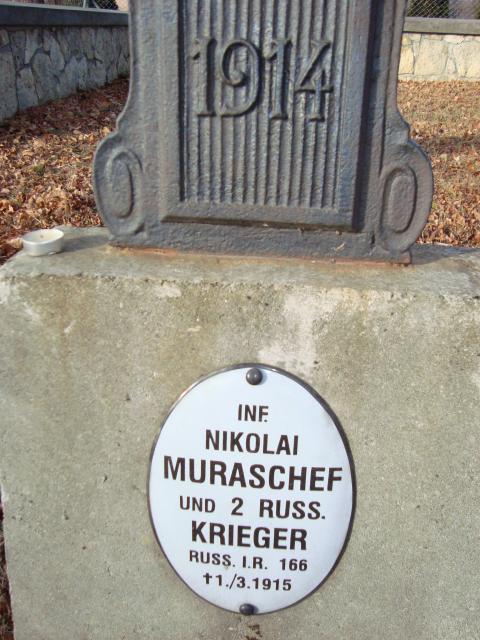 1914
INF.
NIKOLAI
MURASCHEF
UND 2 RUSS.
KRIEGER
RUSS. I.R. 166
✝1./3.1915